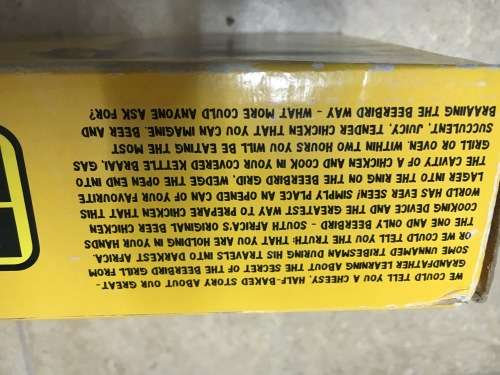 WE COULD TELL YOU A CHEESY, HALF-BAKED STORY ABOUT OUR GREAT-
GRANDFATHER LEARNING ABOUT THE SECRET OF THE BEERBIRD GRILL FROM
SOME UNNAMED TRIBESMAN DURING HIS TRAVELS INTO DARKEST AFRICA.
OR WE COULD TELL YOU THE TRUTH: THAT YOU ARE HOLDING IN YOUR HANDS
THE ONE AND ONLY BEERBIRD - SOUTH AFRICA'S ORIGINAL BEER CHICKEN
COOKING DEVICE AND THE GREATEST WAY TO PREPARE CHICKEN THAT THIS
WORLD HAS EVER SEEN! SIMPLY PLACE AN OPENED CAN OF YOUR FAVOURITE
LAGER INTO THE RING ON THE BEERBIRD GRID, WEDGE THE OPEN END INTO
THE CAVITY OF A CHICKEN AND COOK IN YOUR COVERED KETTLE BRAAI, GAS
GRILL OR OVEN. WITHIN TWO HOURS YOU WILL BE EATING THE MOST
SUCCULENT, JUICY, TENDER CHICKEN THAT YOU CAN IMAGINE. BEER AND
BRAAIING THE BEERBIRD WAY - WHAT MORE COULD ANYONE ASK FOR?